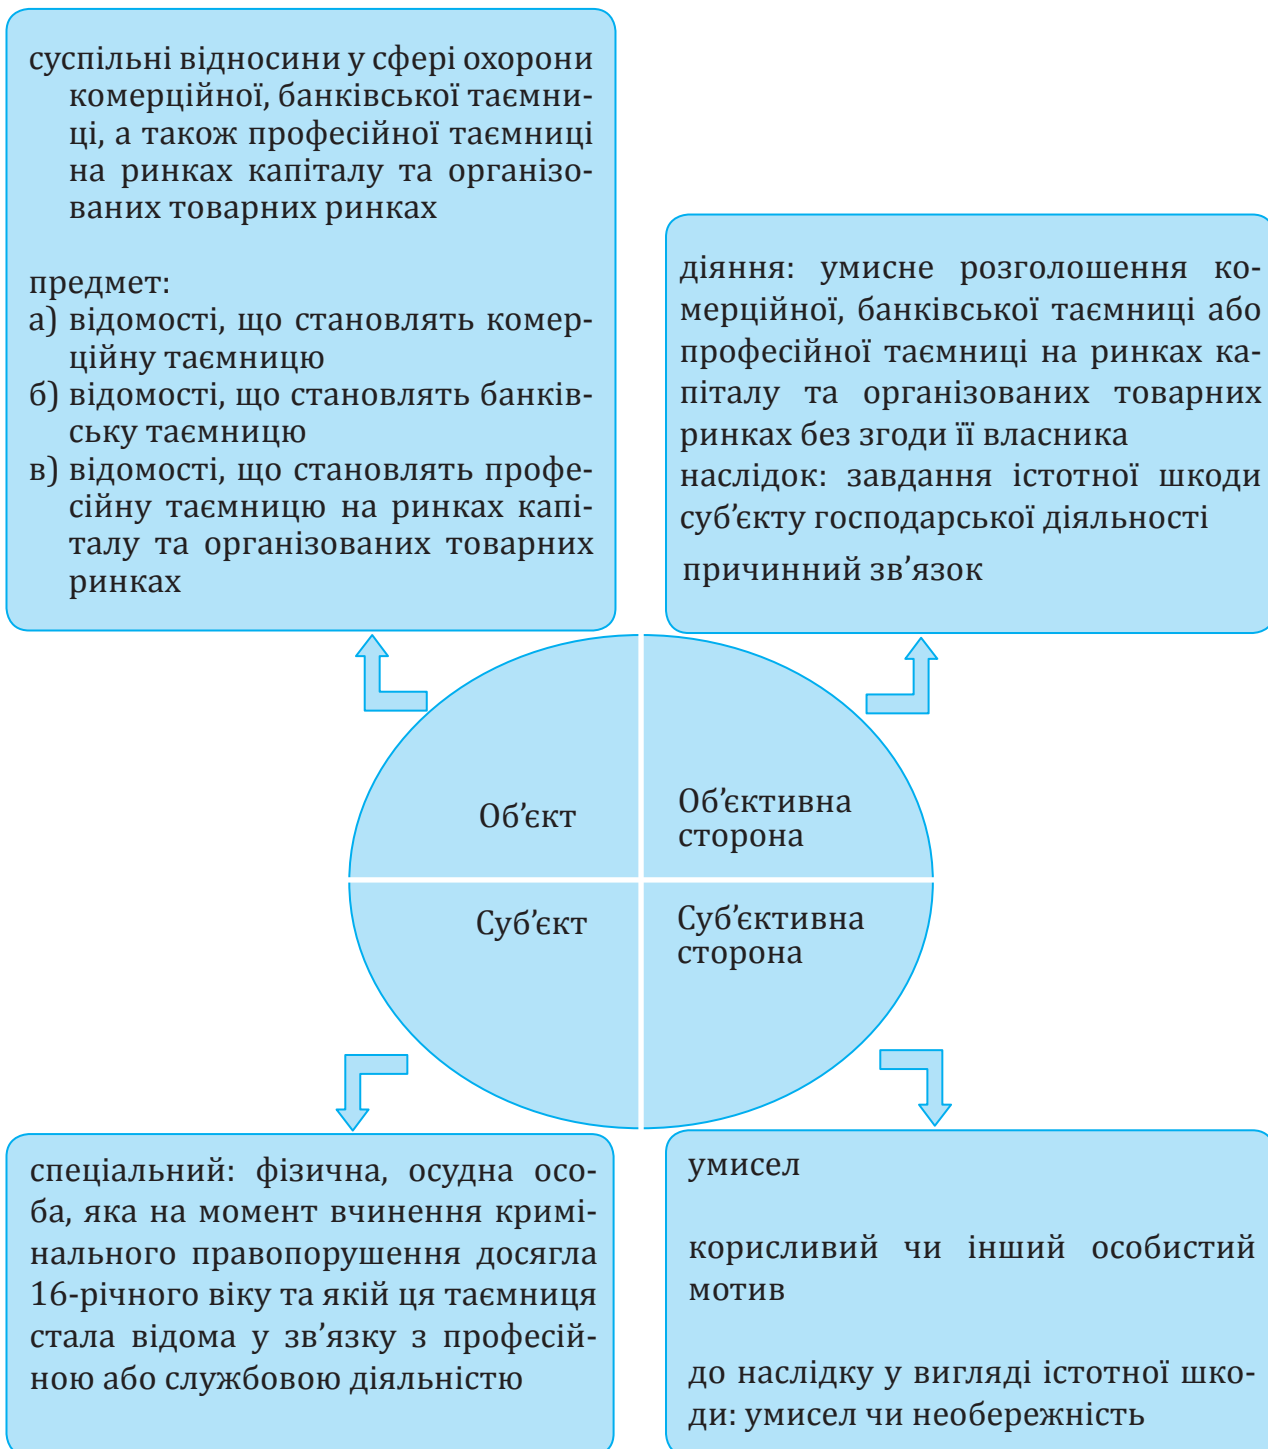 суспільні відносини у сфері охорони
комерційної, банківської таємни-
ці, а також професійної таємниці
на ринках капіталу та організо-
ваних товарних ринках
предмет:
а) відомості, що становлять комер-
ційну таємницю
б) відомості, що становлять банків-
ську таємницю
в) відомості, що становлять профе-
сійну таємницю на ринках капі-
талу та організованих товарних
ринках
діяння: умисне розголошення ко-
мерційної, банківської таємниці або
професійної таємниці на ринках ка-
піталу та організованих товарних
ринках без згоди її власника
наслідок: завдання істотної шкоди
суб’єкту господарської діяльності
причинний зв’язок
Об’єкт
Об’єктивна
сторона
Суб’єкт
Суб’єктивна
сторона
спеціальний: фізична, осудна осо-
ба, яка на момент вчинення кримі-
нального правопорушення досягла
16-річного віку та якій ця таємниця
стала відома у зв’язку з професій-
ною або службовою діяльністю
умисел
корисливий чи інший особистий
мотив
до наслідку у вигляді істотної шко-
ди: умисел чи необережність